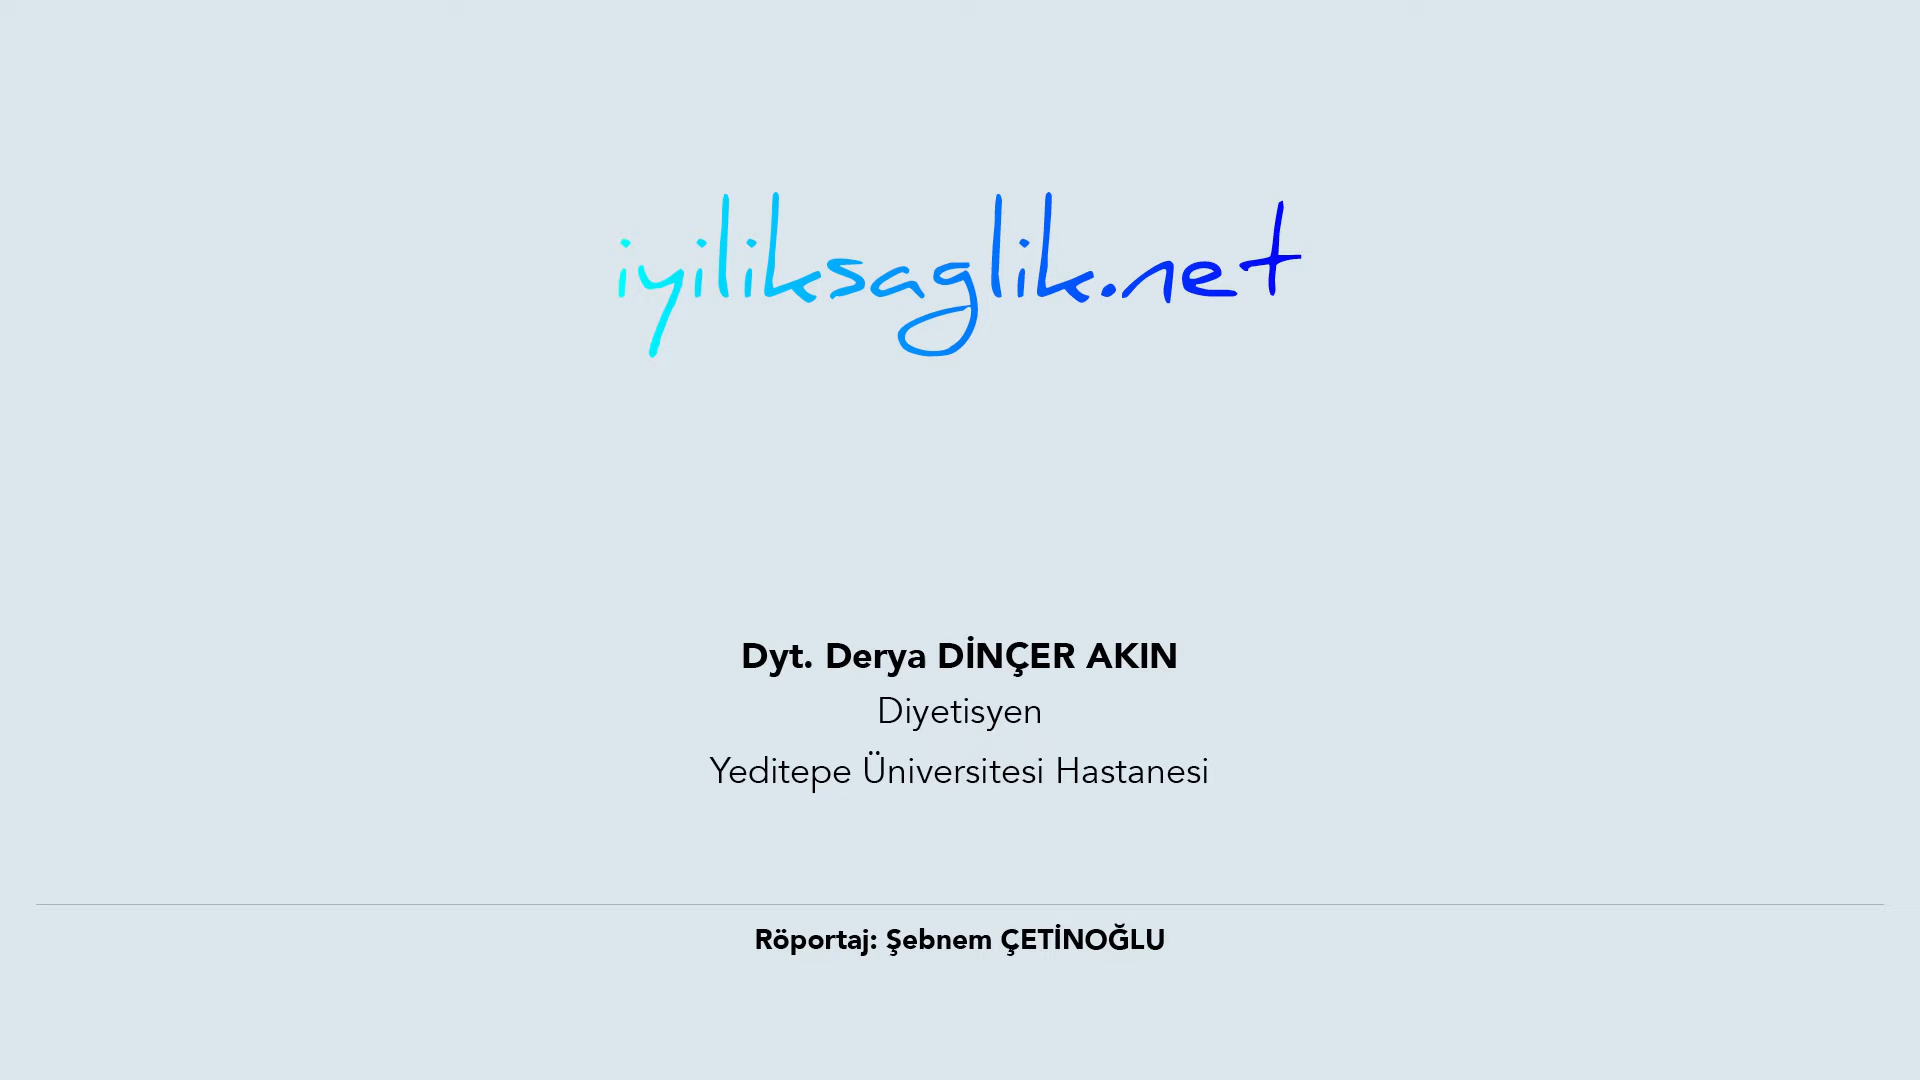 iyiliksaglik.net
Dyt. Derya DİNÇER AKIN
Diyetisyen
Yeditepe Üniversitesi Hastanesi
Röportaj: Şebnem ÇETİNOĞLU